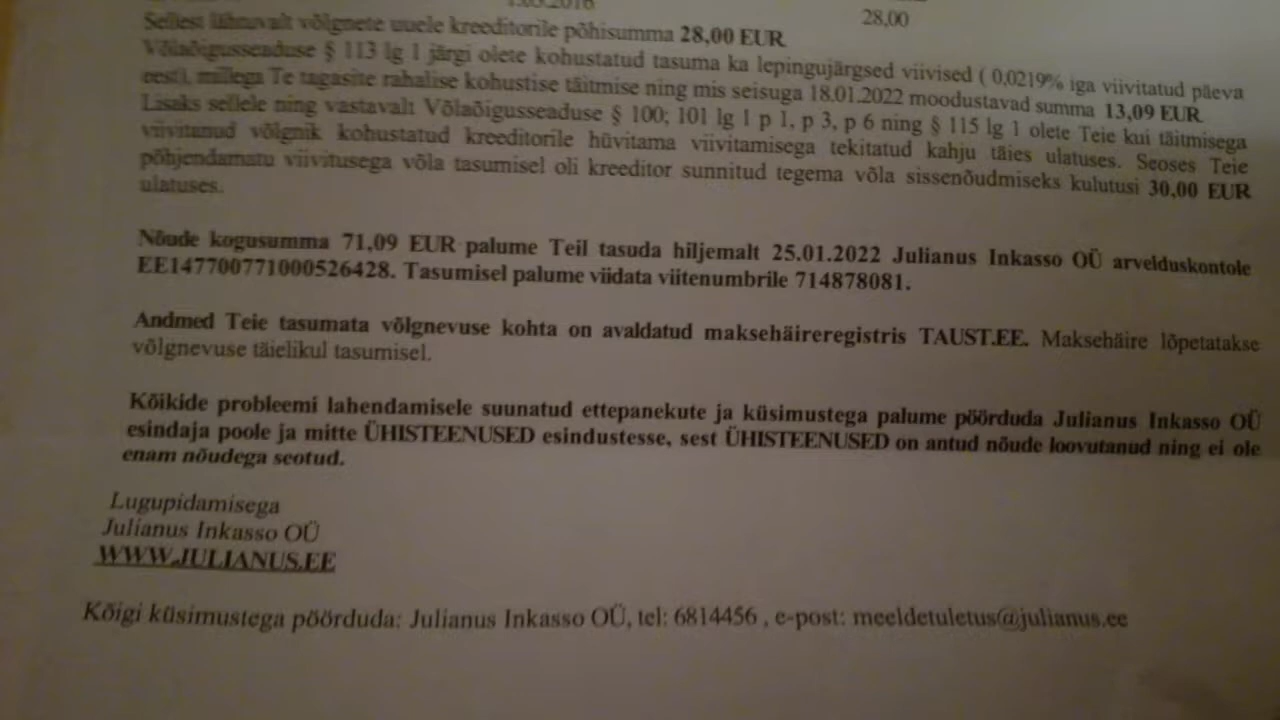 28,00
Sellest lähtuvalt võlgnete uuele kreeditorile põhisumma 28,00 EUR
Võlaõigusseaduse § 113 lg 1 järgi olete kohustatud tasuma ka lepingujärgsed viivised ( 0,0219% iga viivitatud päeva
eest), millega Te tagasite rahalise kohustise täitmise ning mis seisuga 18.01.2022 moodustavad summa 13,09 EUR
Lisaks sellele ning vastavalt Võlaõigusseaduse § 100; 101 lg 1 p 1, p 3, p 6 ning § 115 lg 1 olete Teie kui täitmisega
viivitanud võlgnik kohustatud kreeditorile hüvitama viivitamisega tekitatud kahju täies ulatuses. Seoses Teie
põhjendamatu viivitusega võla tasumisel oli kreeditor sunnitud tegema võla sissenõudmiseks kulutusi 30,00 EUR
ulatuses.
Nõude kogusumma 71,09 EUR palume Teil tasuda hiljemalt 25.01.2022 Julianus Inkasso OÜ arvelduskontole
EE147700771000526428. Tasumisel palume viidata viitenumbrile 714878081.
Andmed Teie tasumata võlgnevuse kohta on avaldatud maksehäireregistris TAUST.EE. Maksehäire lõpetatakse
võlgnevuse täielikul tasumisel.
Kõikide probleemi lahendamisele suunatud ettepanekute ja küsimustega palume pöörduda Julianus Inkasso OÜ
esindaja poole ja mitte ÜHISTEENUSED esindustesse, sest ÜHISTEENUSED on antud nõude loovutanud ning ei ole
enam nõudega seotud.
Lugupidamisega
Julianus Inkasso OÜ
WWW.JULIANUS.EE
Kõigi küsimustega pöörduda: Julianus Inkasso OÜ, tel: 6814456 , e-post: meeldetuletus@julianus.ee